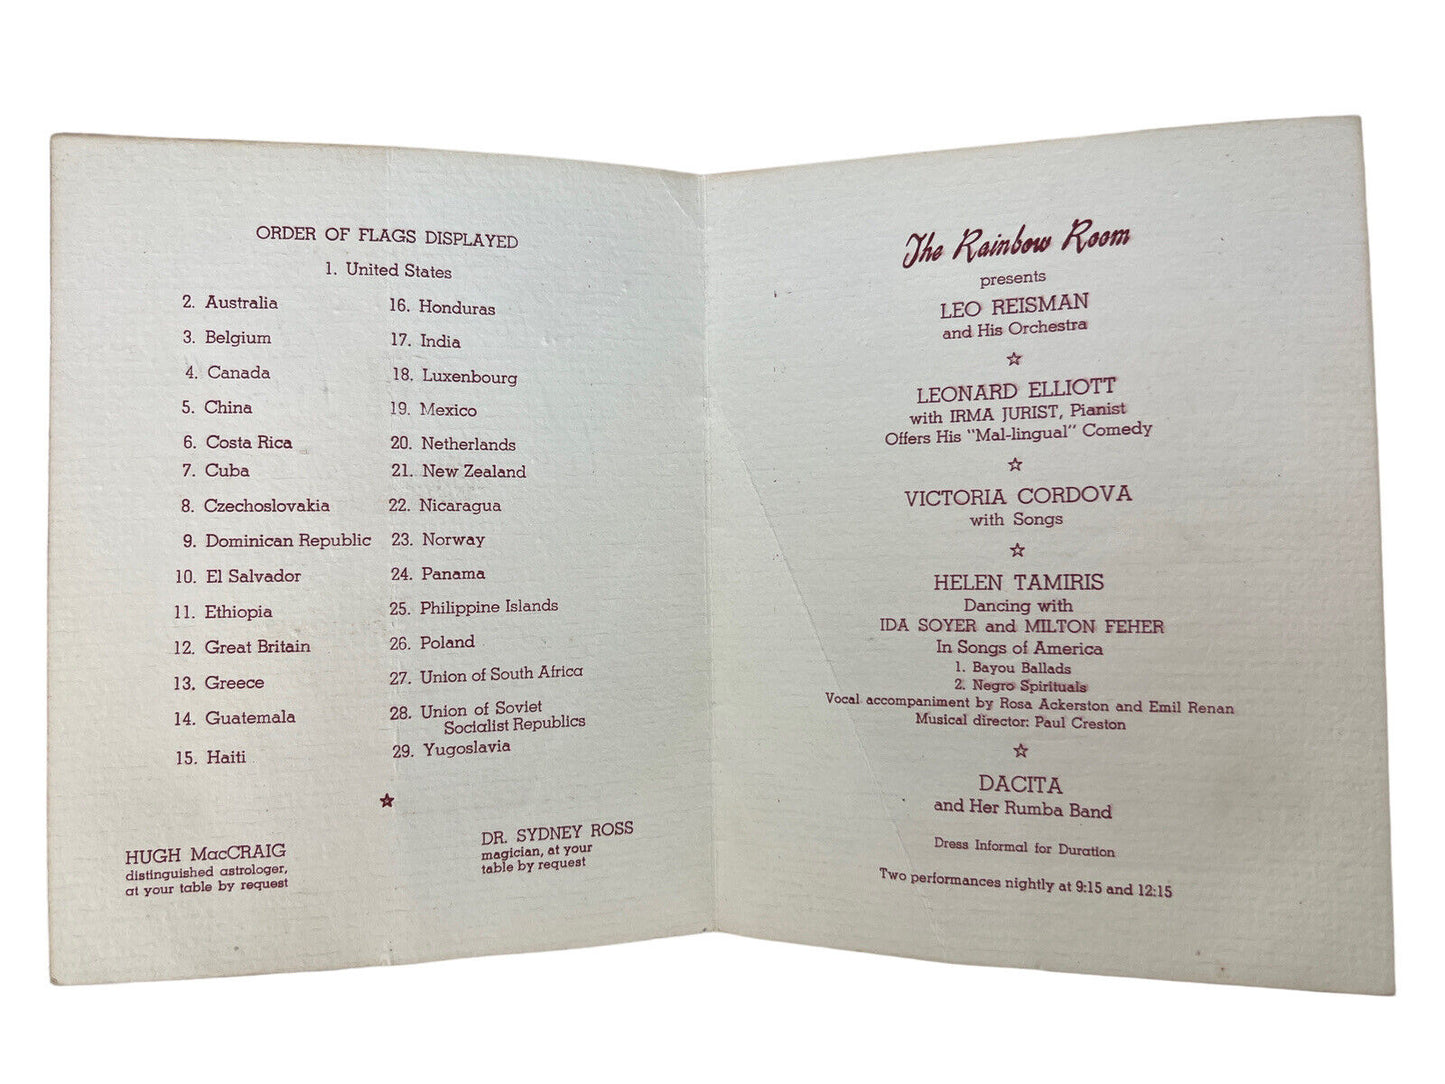 ORDER OF FLAGS DISPLAYED
1. United States
2. Australia
3. Belgium
4. Canada
5. China
6. Costa Rica
7. Cuba
8. Czechoslovakia
9. Dominican Republic
10. El Salvador
11. Ethiopia
12. Great Britain
13. Greece
14. Guatemala
15. Haiti
16. Honduras
17. India
18. Luxenbourg
19. Mexico
20. Netherlands
21. New Zealand
22. Nicaragua
23. Norway
24. Panama
25. Philippine Islands
26. Poland
27. Union of South Africa
28. Union of Soviet
Socialist Republics
29. Yugoslavia
HUGH MacCRAIG
distinguished astrologer,
at your table by request
DR. SYDNEY ROSS
magician, at your
table by request
The Rainbow Room
presents
LEO REISMAN
and His Orchestra
LEONARD ELLIOTT
with IRMA JURIST, Pianist
Offers His "Mal-lingual" Comedy
VICTORIA CORDOVA
with Songs
HELEN TAMIRIS
Dancing with
IDA SOYER and MILTON FEHER
In Songs of America
1. Bayou Ballads
2. Negro Spirituals
Vocal accompaniment by Rosa Ackerston and Emil Renan
Musical director: Paul Creston
DACITA
and Her Rumba Band
Dress Informal for Duration
Two performances nightly at 9:15 and 12:15